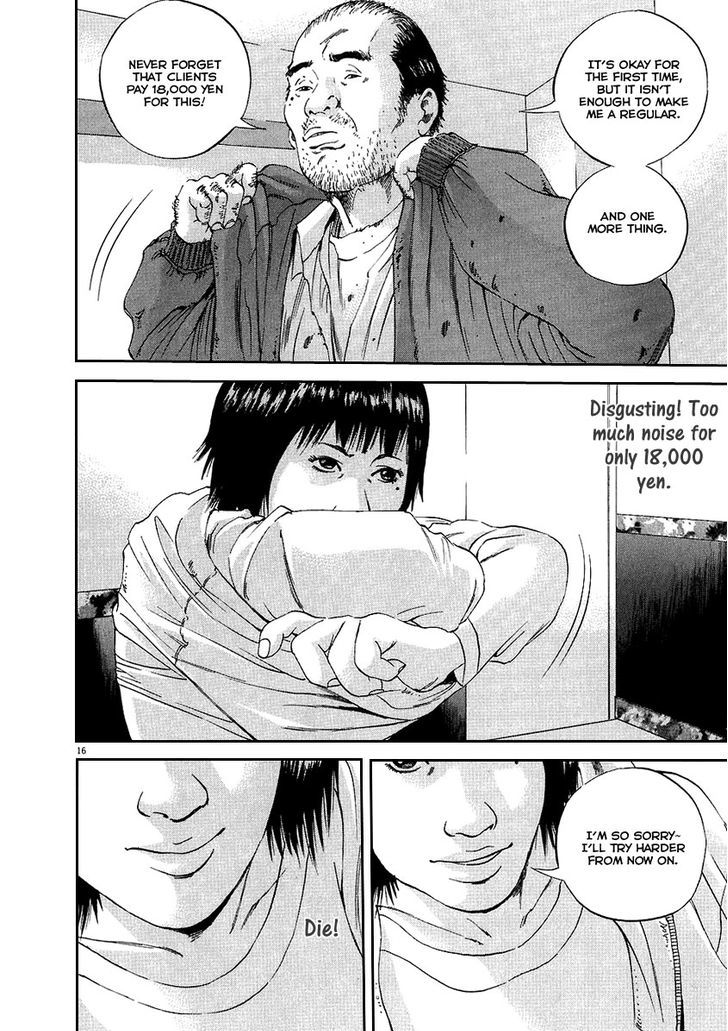 IT'S OKAY FOR
THE FIRST TIME,
BUT IT ISN'T
ENOUGH TO MAKE
ME A REGULAR.
AND ONE
MORE THING.
NEVER FORGET
THAT CLIENTS
PAY 18,000 YEN
FOR THIS!
Disgusting! Too
much noise for
only 18,000
yen.
16
I'M SO SORRY~
I'LL TRY HARDER
FROM NOW ON.
Die!